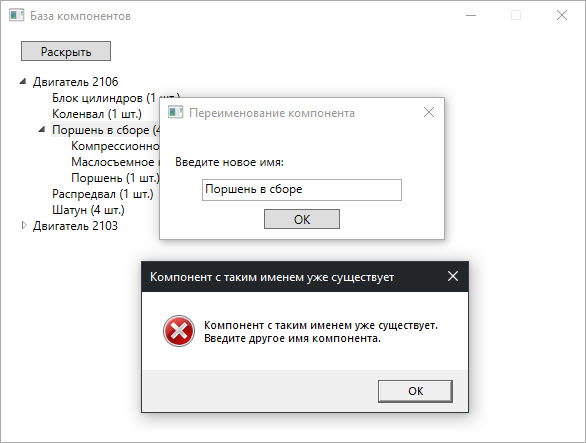 База компонентов
Раскрыть
Двигатель 2106
Блок цилиндров (1 шт.)
Коленвал (1 шт.)
Поршень в сборе (4
Компрессионно
Маслосъемное
Поршень (1 шт.)
Распредвал (1 шт.)
Шатун (4 шт.)
Двигатель 2103
Переименование компонента
Введите новое имя:
Поршень в сборе
ОК
Компонент с таким именем уже существует
Компонент с таким именем уже существует.
Введите другое имя компонента.
ОК